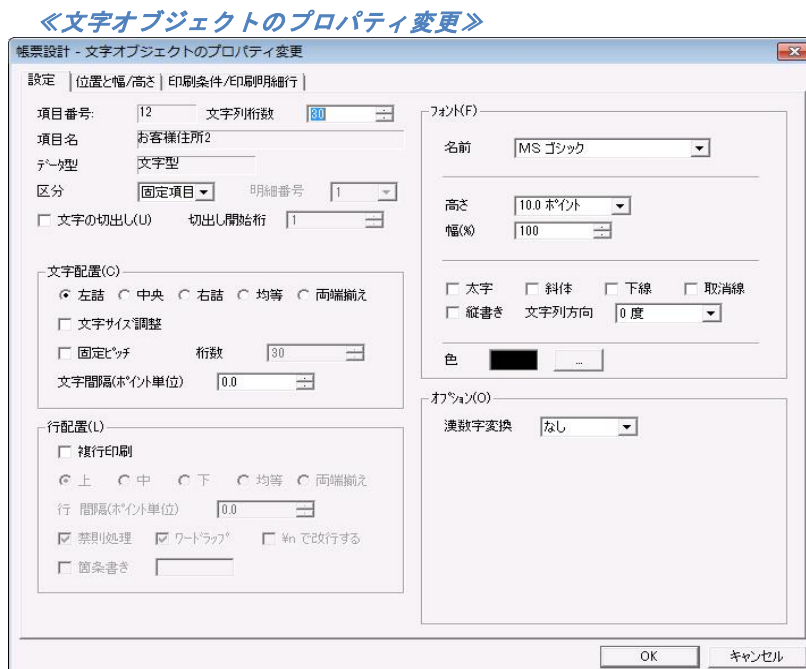 ≪文字オブジェクトのプロパティ変更≫
帳票設計 - 文字オブジェクトのプロパティ変更
設定 位置と幅/高さ 印刷条件/印刷明細行
項目番号: 12 文字列桁数 30
項目名 お客様住所2
データ型 文字型
区分 固定項目 明細番号 1
文字の切出し(U) 切出し開始桁 1
文字配置(C)
左詰 中央 右詰 均等 両端揃え
文字サイズ調整
固定ピッチ 桁数 30
文字間隔(ポイント単位) 0.0
行配置(L)
複行印刷
上 中 下 均等 両端揃え
行 間隔(ポイント単位) 0.0
禁則処理 ワードラップ ¥n で改行する
箇条書き
フォント(F)
名前 MS ゴシック
高さ 10.0 ポイント
幅(%) 100
太字 斜体 下線 取消線
縦書き 文字列方向 0 度
色 ...
オプション(O)
漢数字変換 なし
OK キャンセル